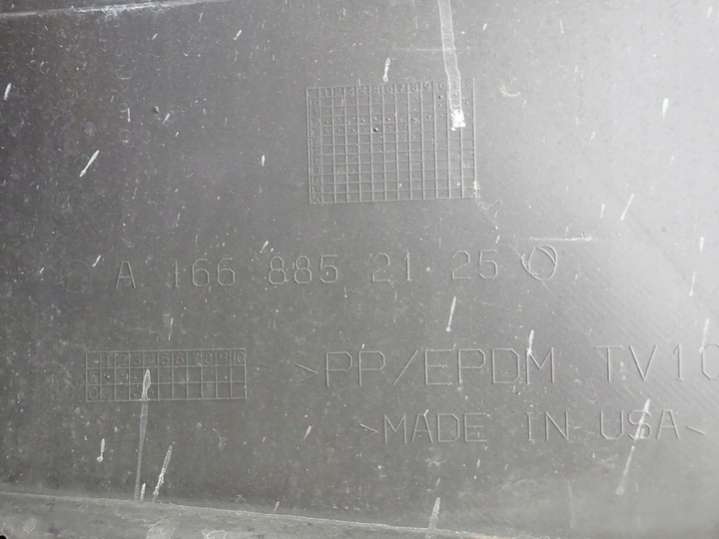 A 166 885 21 25
>PP/EPDM TV10
>MADE IN USA<